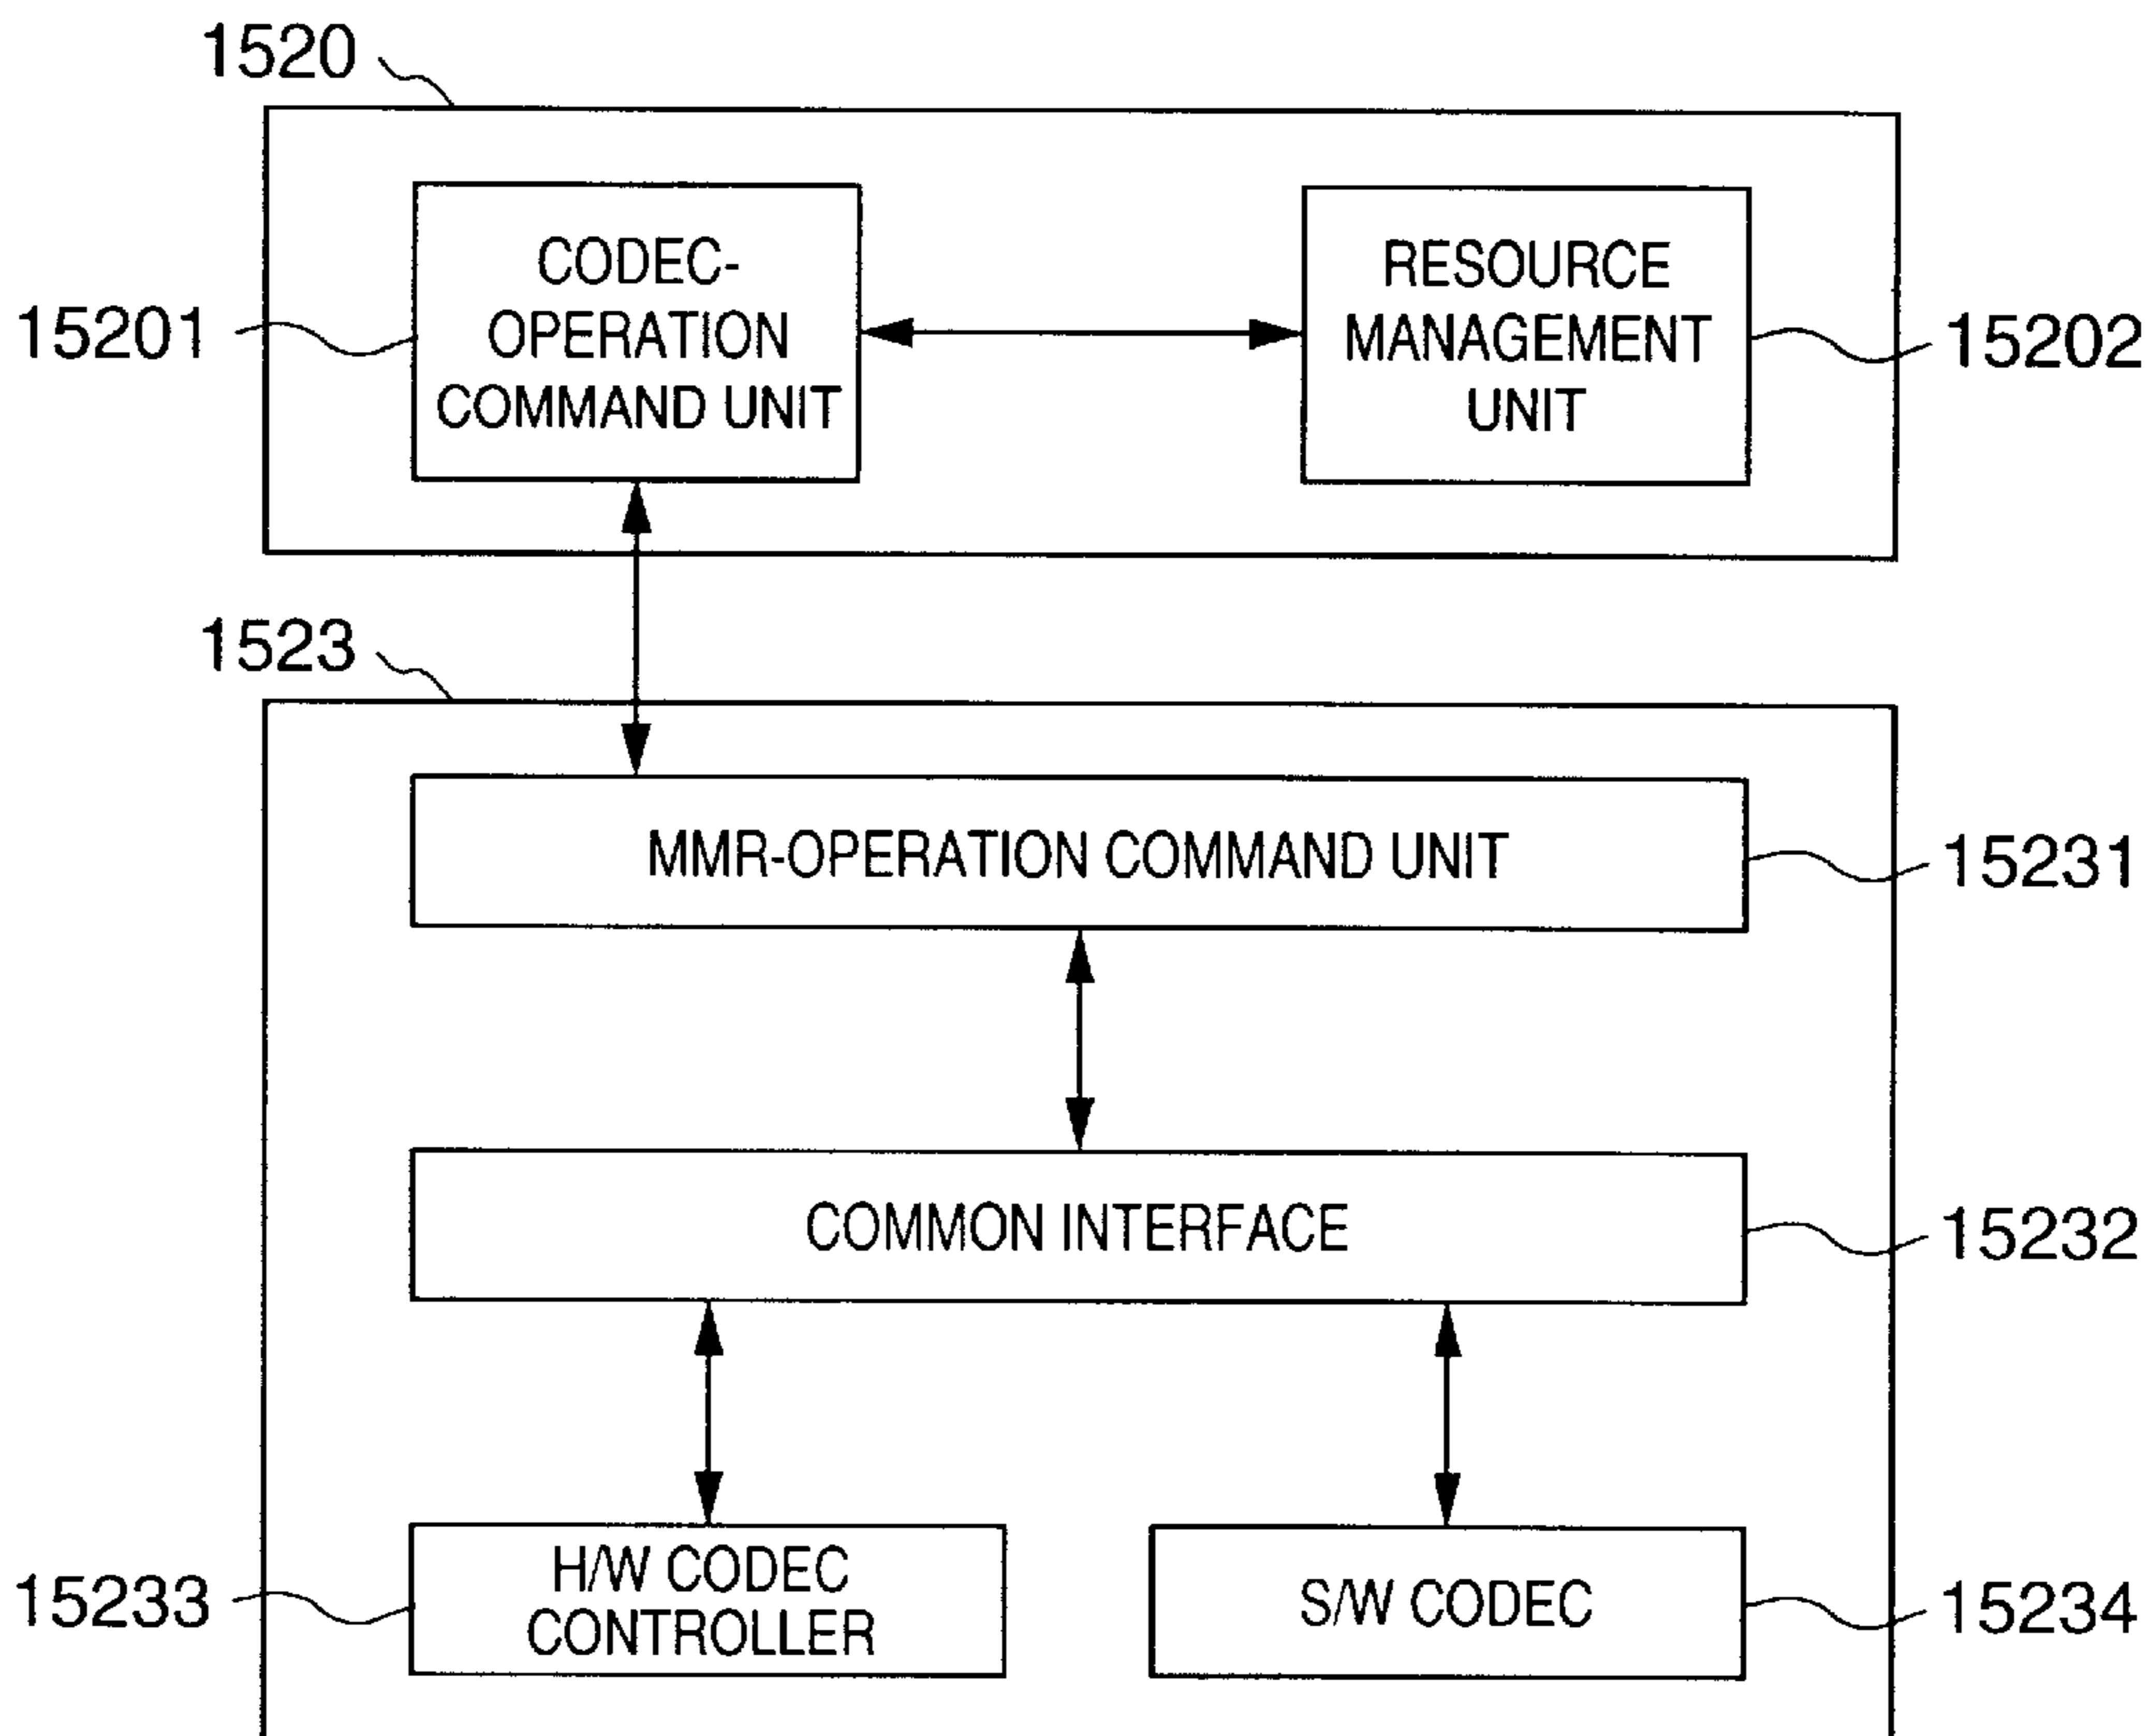 1520
CODEC-
OPERATION
COMMAND UNIT
15201
RESOURCE
MANAGEMENT
UNIT
15202
1523
MMR-OPERATION COMMAND UNIT
15231
COMMON INTERFACE
15232
H/W CODEC
CONTROLLER
15233
S/W CODEC
15234